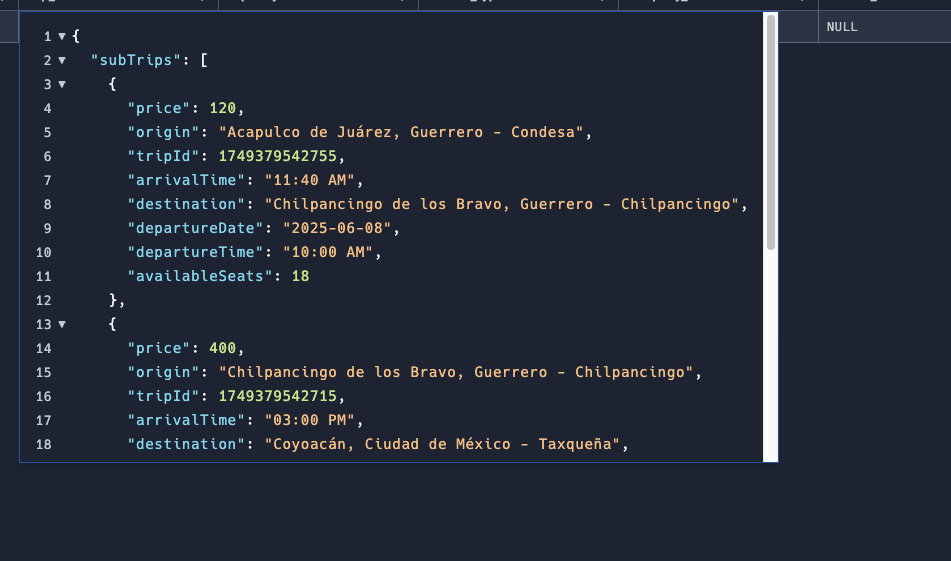 NULL
1 {
2 "subTrips": [
3 {
4 "price": 120,
5 "origin": "Acapulco de Juárez, Guerrero - Condesa",
6 "tripId": 1749379542755,
7 "arrivalTime": "11:40 AM",
8 "destination": "Chilpancingo de los Bravo, Guerrero - Chilpancingo",
9 "departureDate": "2025-06-08",
10 "departureTime": "10:00 AM",
11 "availableSeats": 18
12 },
13 {
14 "price": 400,
15 "origin": "Chilpancingo de los Bravo, Guerrero - Chilpancingo",
16 "tripId": 1749379542715,
17 "arrivalTime": "03:00 PM",
18 "destination": "Coyoacán, Ciudad de México - Taxqueña",